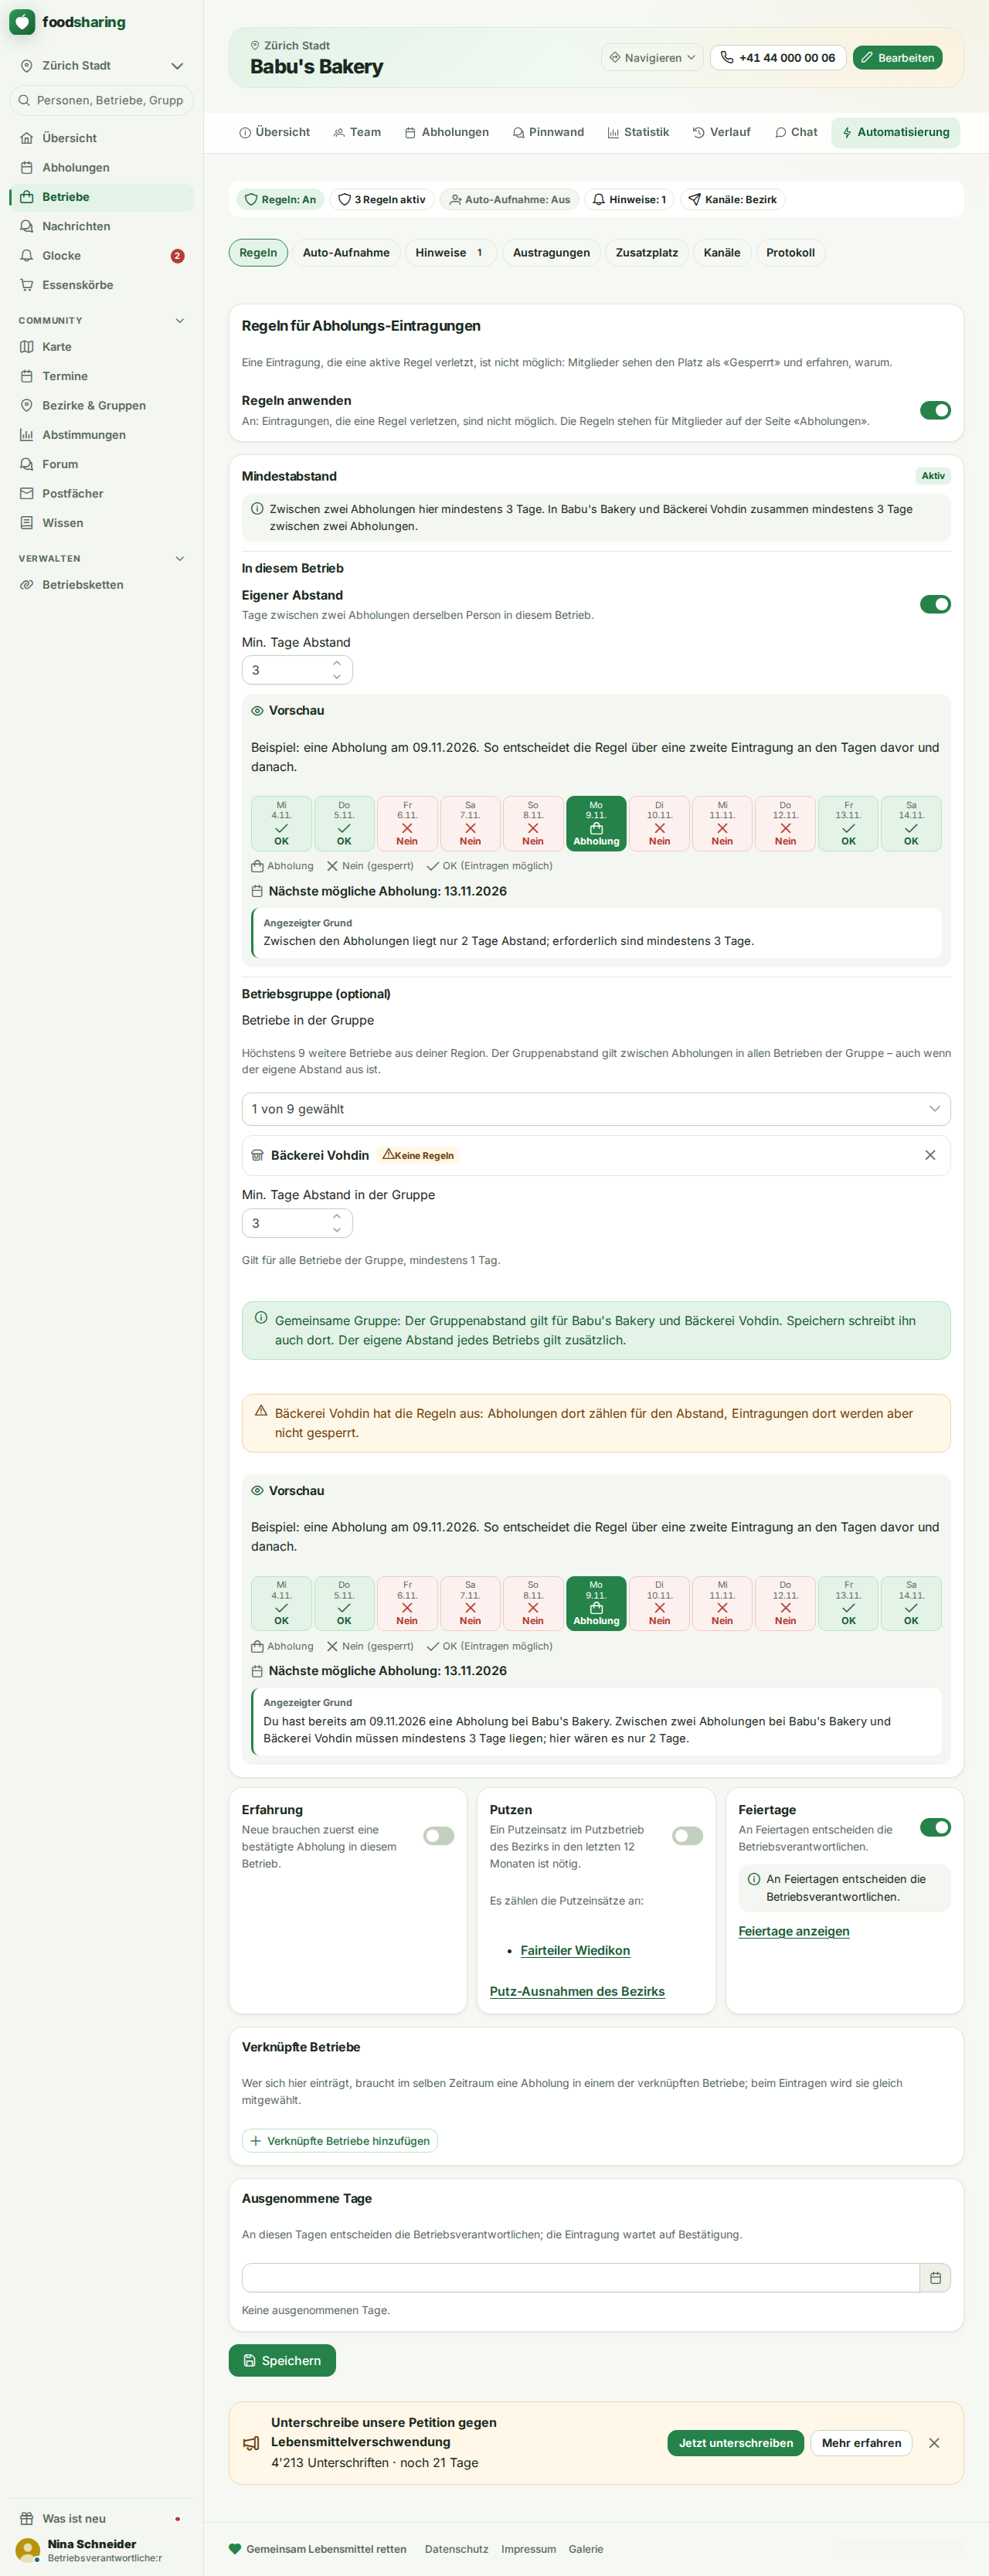 foodsharing
Zürich Stadt
Personen, Betriebe, Grupp
Übersicht
Abholungen
Betriebe
Nachrichten
Glocke 2
Essenskörbe
COMMUNITY
Karte
Termine
Bezirke & Gruppen
Abstimmungen
Forum
Postfächer
Wissen
VERWALTEN
Betriebsketten
Was ist neu
Nina Schneider
Betriebsverantwortliche:r
Zürich Stadt
Babu's Bakery
Navigieren
+41 44 000 00 06
Bearbeiten
Übersicht Team Abholungen Pinnwand Statistik Verlauf Chat Automatisierung
Regeln: An 3 Regeln aktiv Auto-Aufnahme: Aus Hinweise: 1 Kanäle: Bezirk
Regeln Auto-Aufnahme Hinweise 1 Austragungen Zusatzplatz Kanäle Protokoll
Regeln für Abholungs-Eintragungen
Eine Eintragung, die eine aktive Regel verletzt, ist nicht möglich: Mitglieder sehen den Platz als «Gesperrt» und erfahren, warum.
Regeln anwenden
An: Eintragungen, die eine Regel verletzen, sind nicht möglich. Die Regeln stehen für Mitglieder auf der Seite «Abholungen».
Mindestabstand
Aktiv
Zwischen zwei Abholungen hier mindestens 3 Tage. In Babu's Bakery und Bäckerei Vohdin zusammen mindestens 3 Tage
zwischen zwei Abholungen.
In diesem Betrieb
Eigener Abstand
Tage zwischen zwei Abholungen derselben Person in diesem Betrieb.
Min. Tage Abstand
3
Vorschau
Beispiel: eine Abholung am 09.11.2026. So entscheidet die Regel über eine zweite Eintragung an den Tagen davor und
danach.
Mi Do Fr Sa So Mo Di Mi Do Fr Sa
4.11. 5.11. 6.11. 7.11. 8.11. 9.11. 10.11. 11.11. 12.11. 13.11. 14.11.
OK OK Nein Nein Nein Abholung Nein Nein Nein OK OK
Abholung Nein (gesperrt) OK (Eintragen möglich)
Nächste mögliche Abholung: 13.11.2026
Angezeigter Grund
Zwischen den Abholungen liegt nur 2 Tage Abstand; erforderlich sind mindestens 3 Tage.
Betriebsgruppe (optional)
Betriebe in der Gruppe
Höchstens 9 weitere Betriebe aus deiner Region. Der Gruppenabstand gilt zwischen Abholungen in allen Betrieben der Gruppe – auch wenn
der eigene Abstand aus ist.
1 von 9 gewählt
Bäckerei Vohdin Keine Regeln
Min. Tage Abstand in der Gruppe
3
Gilt für alle Betriebe der Gruppe, mindestens 1 Tag.
Gemeinsame Gruppe: Der Gruppenabstand gilt für Babu's Bakery und Bäckerei Vohdin. Speichern schreibt ihn
auch dort. Der eigene Abstand jedes Betriebs gilt zusätzlich.
Bäckerei Vohdin hat die Regeln aus: Abholungen dort zählen für den Abstand, Eintragungen dort werden aber
nicht gesperrt.
Vorschau
Beispiel: eine Abholung am 09.11.2026. So entscheidet die Regel über eine zweite Eintragung an den Tagen davor und
danach.
Mi Do Fr Sa So Mo Di Mi Do Fr Sa
4.11. 5.11. 6.11. 7.11. 8.11. 9.11. 10.11. 11.11. 12.11. 13.11. 14.11.
OK OK Nein Nein Nein Abholung Nein Nein Nein OK OK
Abholung Nein (gesperrt) OK (Eintragen möglich)
Nächste mögliche Abholung: 13.11.2026
Angezeigter Grund
Du hast bereits am 09.11.2026 eine Abholung bei Babu's Bakery. Zwischen zwei Abholungen bei Babu's Bakery und
Bäckerei Vohdin müssen mindestens 3 Tage liegen; hier wären es nur 2 Tage.
Erfahrung
Neue brauchen zuerst eine
bestätigte Abholung in diesem
Betrieb.
Putzen
Ein Putzeinsatz im Putzbetrieb
des Bezirks in den letzten 12
Monaten ist nötig.
Es zählen die Putzeinsätze an:
• Fairteiler Wiedikon
Putz-Ausnahmen des Bezirks
Feiertage
An Feiertagen entscheiden die
Betriebsverantwortlichen.
An Feiertagen entscheiden die
Betriebsverantwortlichen.
Feiertage anzeigen
Verknüpfte Betriebe
Wer sich hier einträgt, braucht im selben Zeitraum eine Abholung in einem der verknüpften Betriebe; beim Eintragen wird sie gleich
mitgewählt.
Verknüpfte Betriebe hinzufügen
Ausgenommene Tage
An diesen Tagen entscheiden die Betriebsverantwortlichen; die Eintragung wartet auf Bestätigung.
Keine ausgenommenen Tage.
Speichern
Unterschreibe unsere Petition gegen
Lebensmittelverschwendung
4'213 Unterschriften · noch 21 Tage
Jetzt unterschreiben
Mehr erfahren
Gemeinsam Lebensmittel retten Datenschutz Impressum Galerie